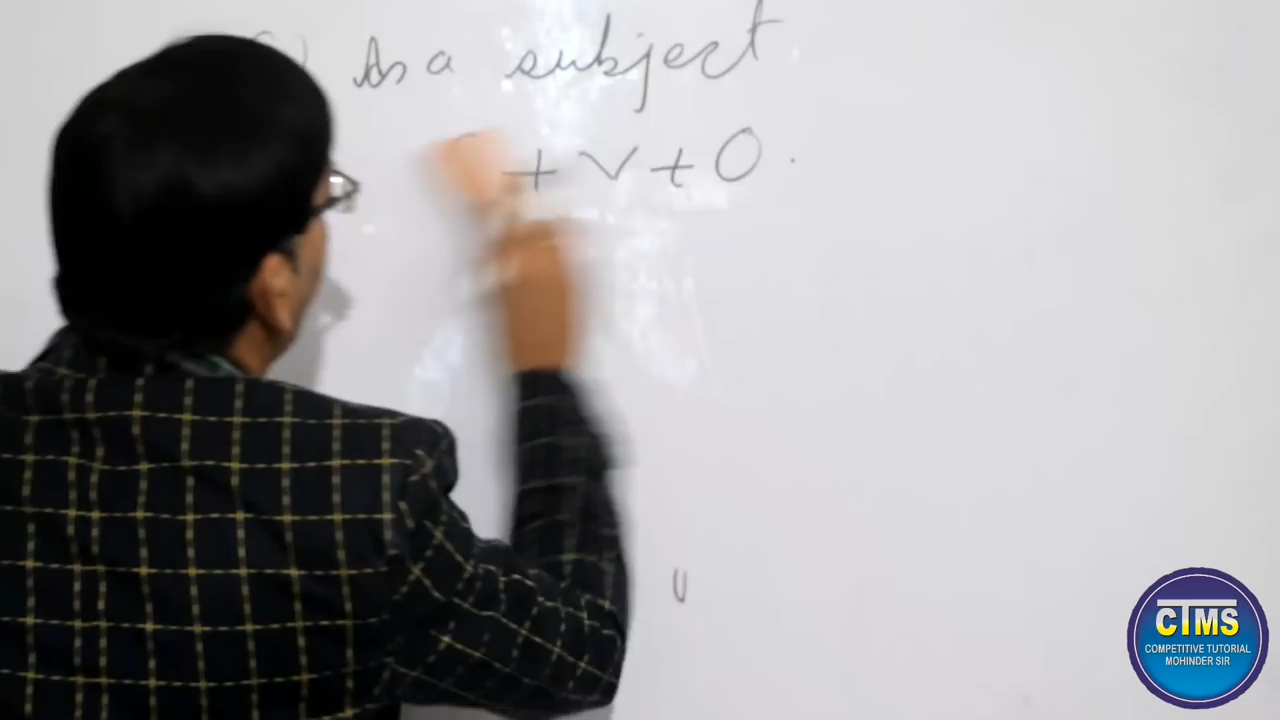 As a subject
+ V + O.
U
CTMS
COMPETITIVE TUTORIAL
MOHINDER SIR